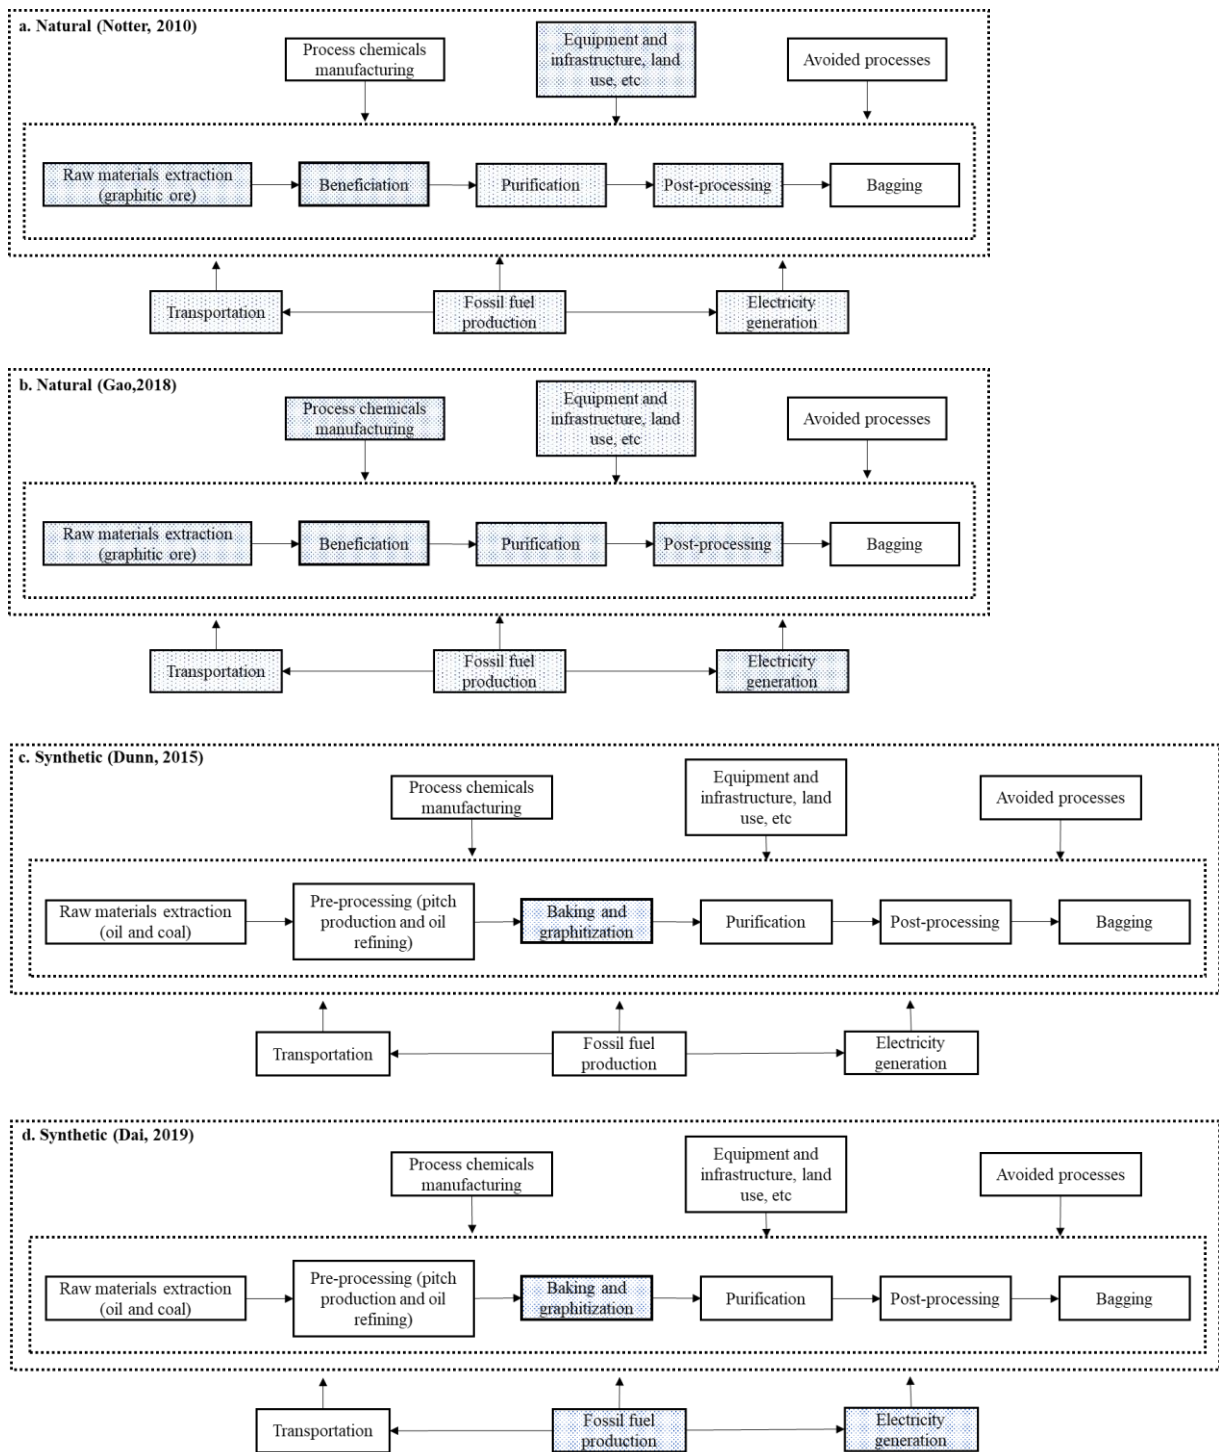 a. Natural (Notter, 2010)
Process chemicals
manufacturing
Equipment and
infrastructure, land
use, etc
Avoided processes
Raw materials extraction
(graphitic ore)
Beneficiation
Purification
Post-processing
Bagging
Transportation
Fossil fuel
production
Electricity
generation
b. Natural (Gao,2018)
Process chemicals
manufacturing
Equipment and
infrastructure, land
use, etc
Avoided processes
Raw materials extraction
(graphitic ore)
Beneficiation
Purification
Post-processing
Bagging
Transportation
Fossil fuel
production
Electricity
generation
c. Synthetic (Dunn, 2015)
Process chemicals
manufacturing
Equipment and
infrastructure, land
use, etc
Avoided processes
Raw materials extraction
(oil and coal)
Pre-processing (pitch
production and oil
refining)
Baking and
graphitization
Purification
Post-processing
Bagging
Transportation
Fossil fuel
production
Electricity
generation
d. Synthetic (Dai, 2019)
Process chemicals
manufacturing
Equipment and
infrastructure, land
use, etc
Avoided processes
Raw materials extraction
(oil and coal)
Pre-processing (pitch
production and oil
refining)
Baking and
graphitization
Purification
Post-processing
Bagging
Transportation
Fossil fuel
production
Electricity
generation